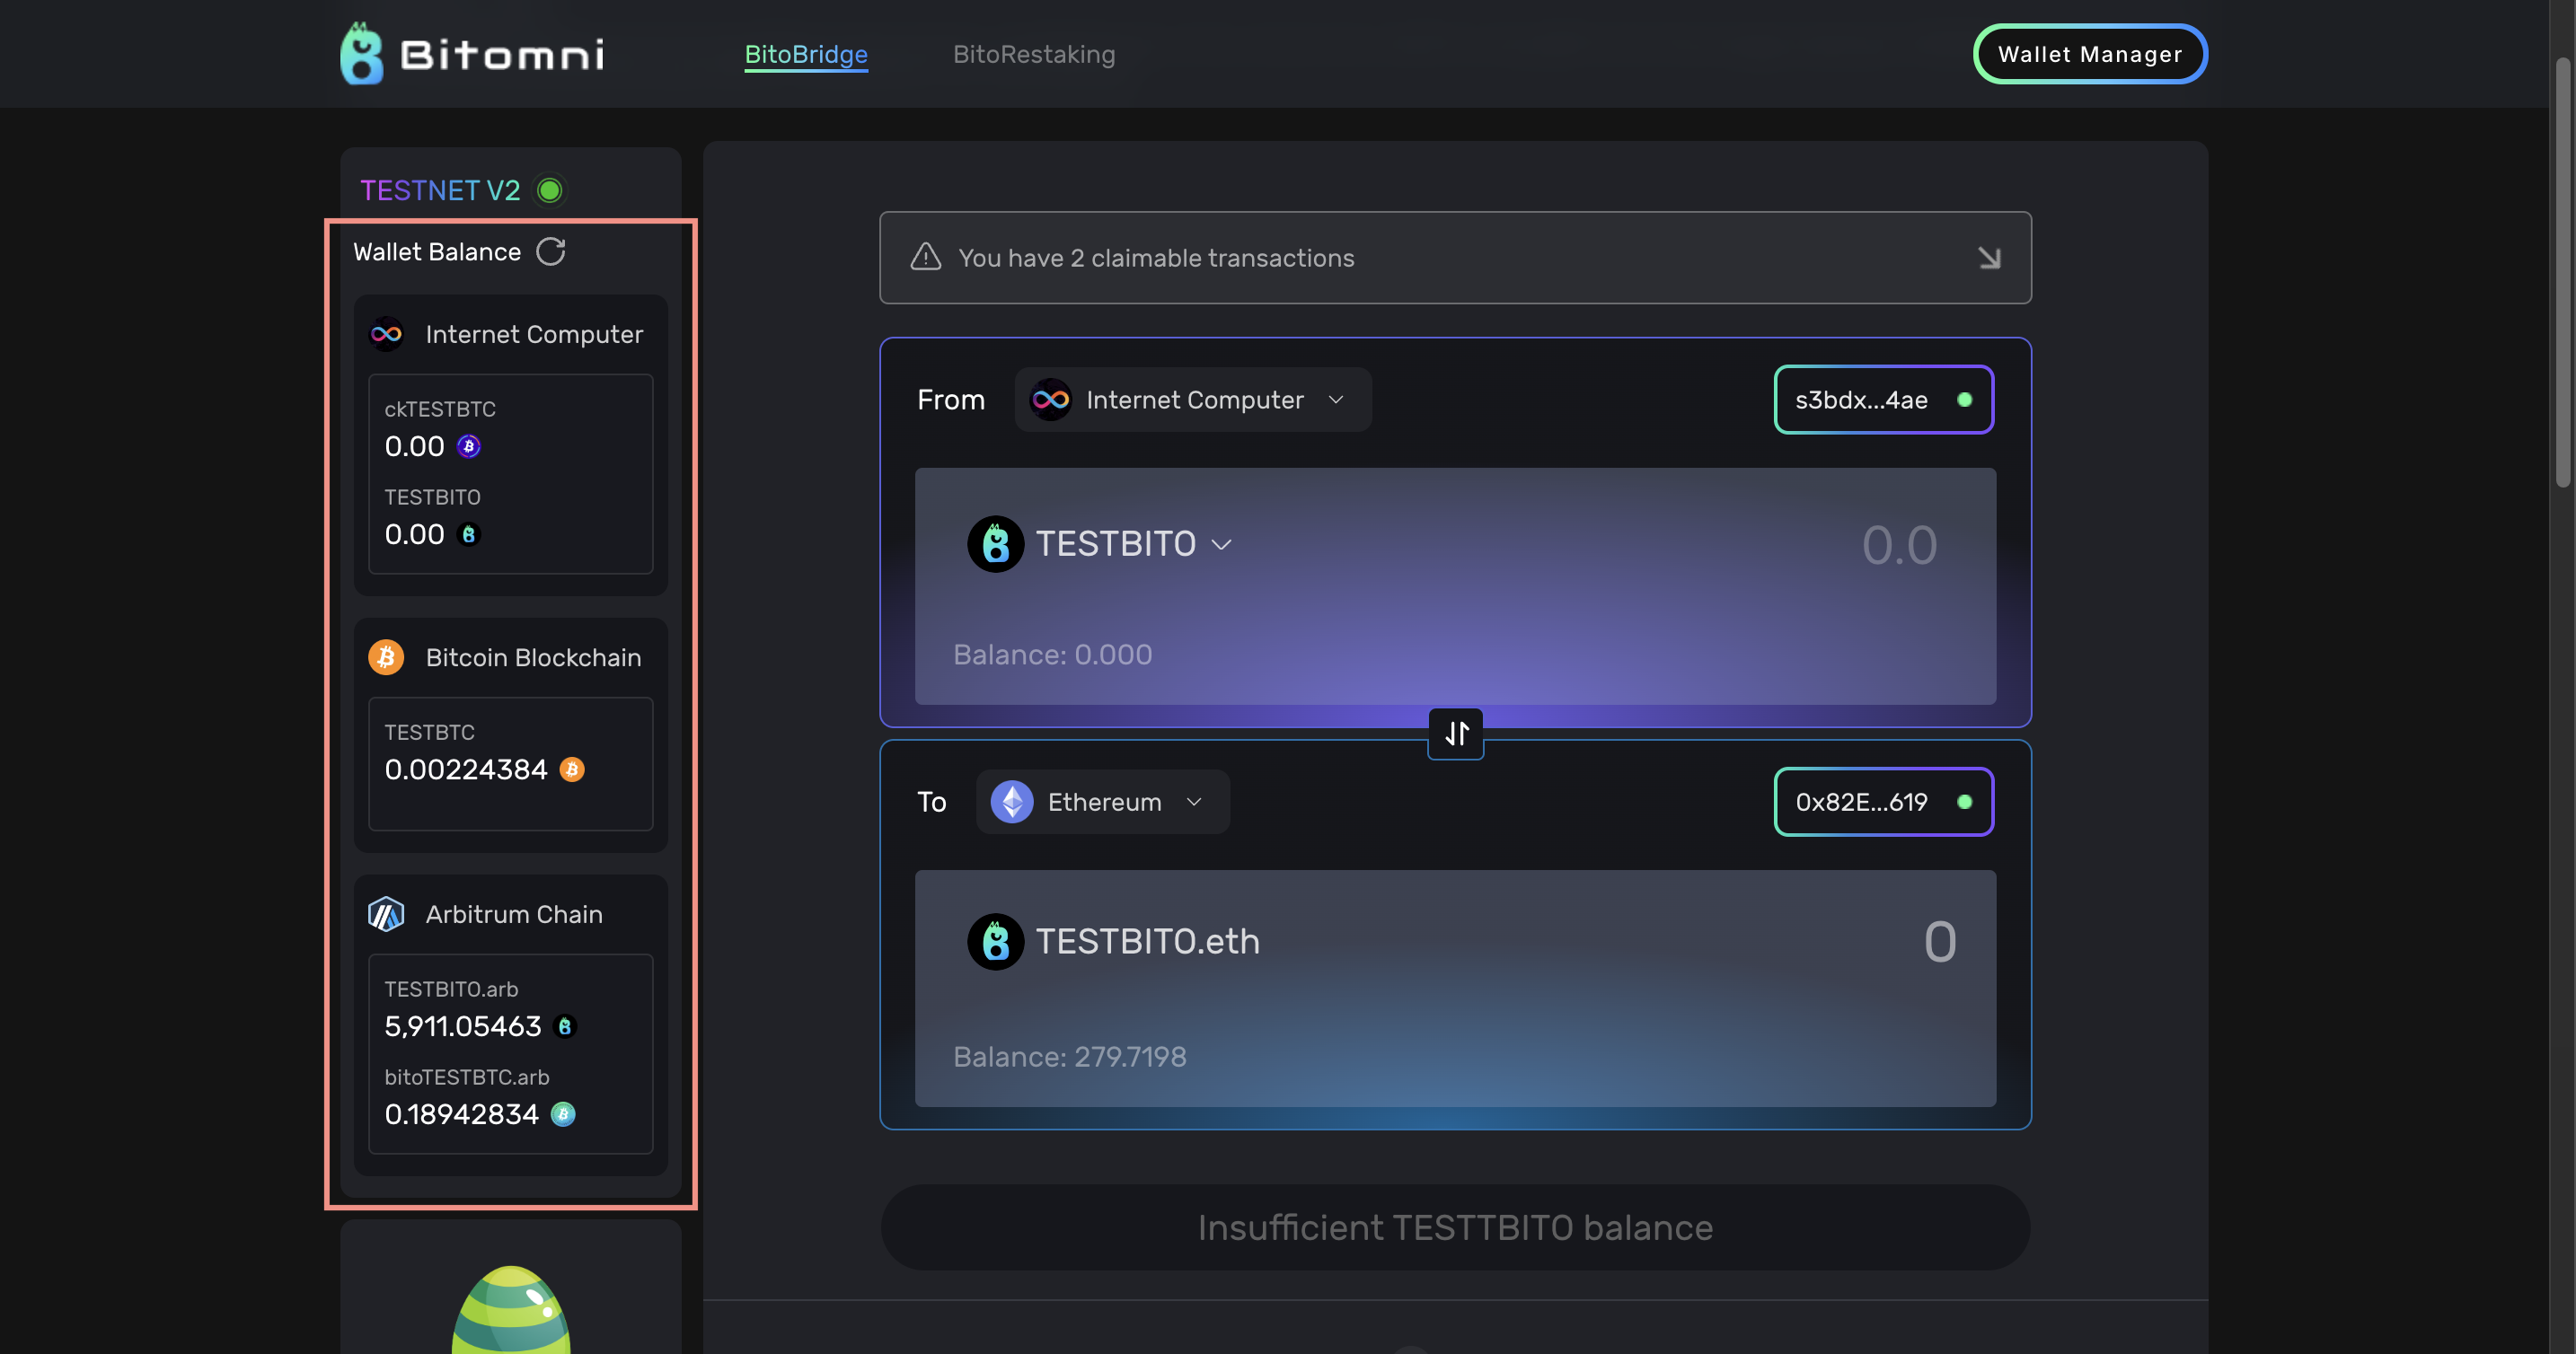 Bitomni
BitoBridge
BitoRestaking
Wallet Manager
TESTNET V2
Wallet Balance
Internet Computer
ckTESTBTC
0.00
TESTBITO
0.00
Bitcoin Blockchain
TESTBTC
0.00224384
Arbitrum Chain
TESTBITO.arb
5,911.05463
bitoTESTBTC.arb
0.18942834
You have 2 claimable transactions
From
Internet Computer
s3bdx...4ae
TESTBITO
0.0
Balance: 0.000
To
Ethereum
0x82E...619
TESTBITO.eth
0
Balance: 279.7198
Insufficient TESTTBITO balance